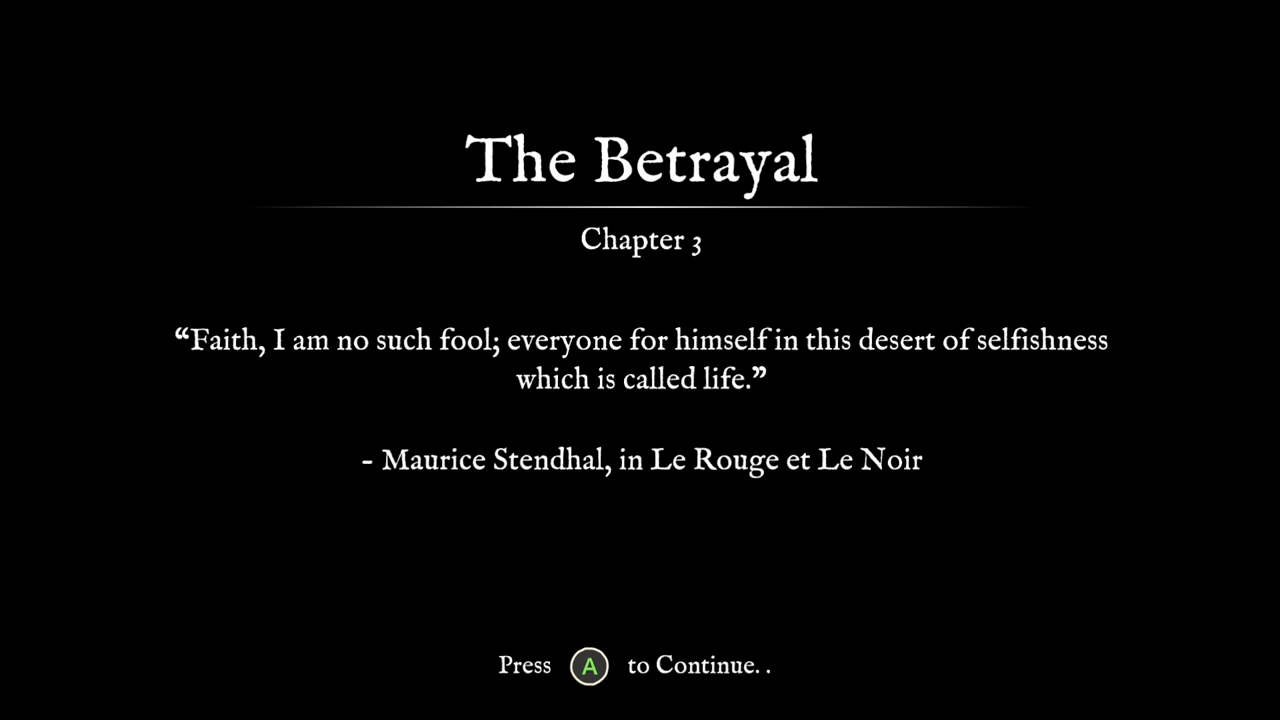 The Betrayal
Chapter 3
“Faith, I am no such fool; everyone for himself in this desert of selfishness
which is called life.”
- Maurice Stendhal, in Le Rouge et Le Noir
Press A to Continue. .